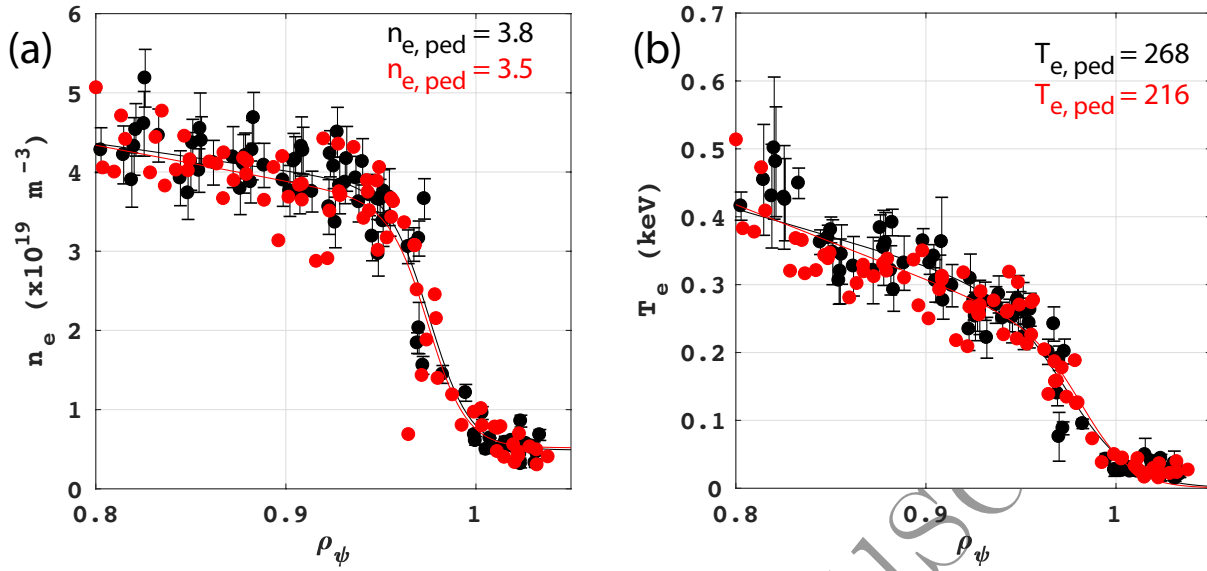 (a)
n_e, ped = 3.8
n_e, ped = 3.5
n_e (x10^19 m^-3)
6
5
4
3
2
1
0
0.8
0.9
1
ρ_ψ
(b)
T_e, ped = 268
T_e, ped = 216
T_e (keV)
0.7
0.6
0.5
0.4
0.3
0.2
0.1
0
0.8
0.9
1
ρ_ψ